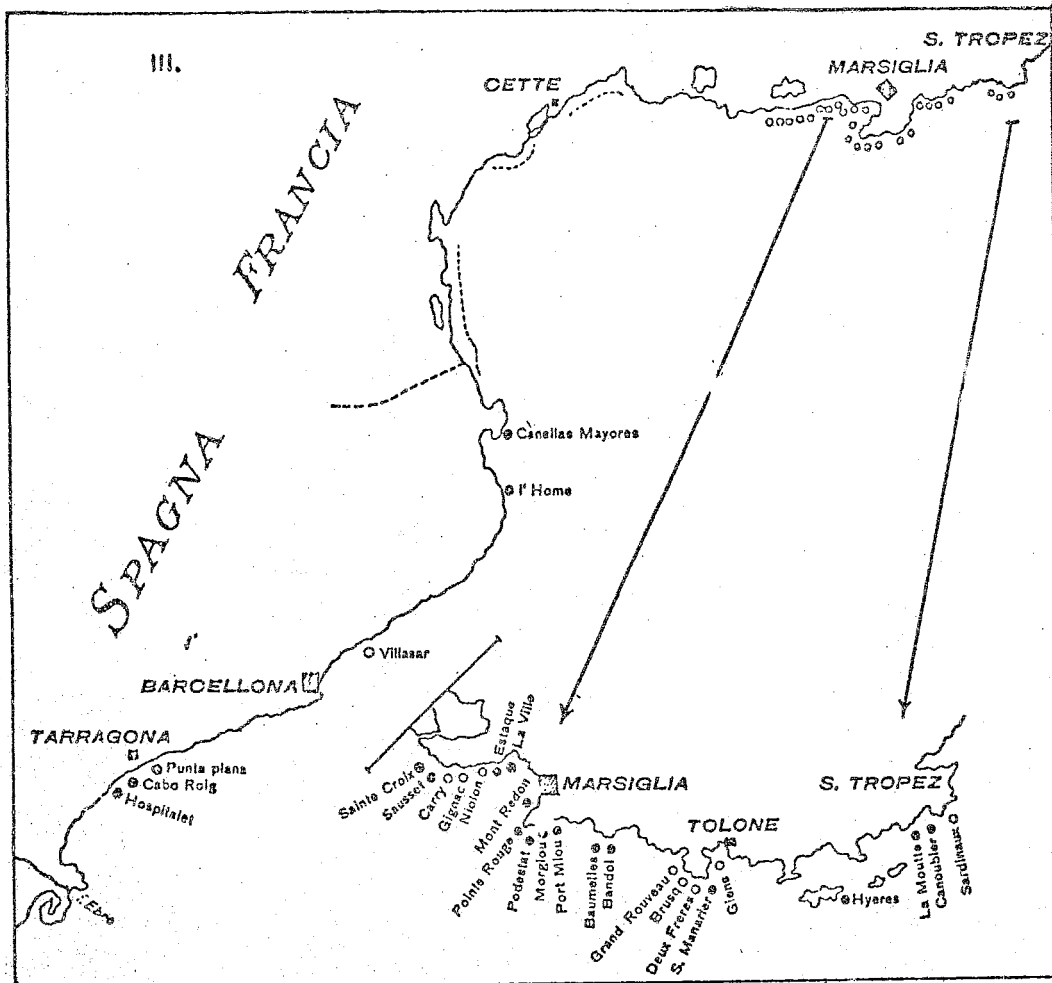 III.
S. TROPEZ
MARSIGLIA
CETTE
FRANCIA
SPAGNA
Canellas Mayores
l' Home
Villasar
BARCELLONA
TARRAGONA
Punta plana
Cabo Roig
Hospitalet
Ebro
Sainte Croix
Sausset
Carry
Gignac
Niolon
Estaque
La Ville
Mont Redon
MARSIGLIA
Pointe Rouge
Podestat
Morgiou
Port Miou
Baumelles
Bandol
TOLONE
Grand Rouveau
Brusq
Deux Freres
S. Manarier
Giens
Hyeres
S. TROPEZ
La Moutte
Canoubier
Sardinaux